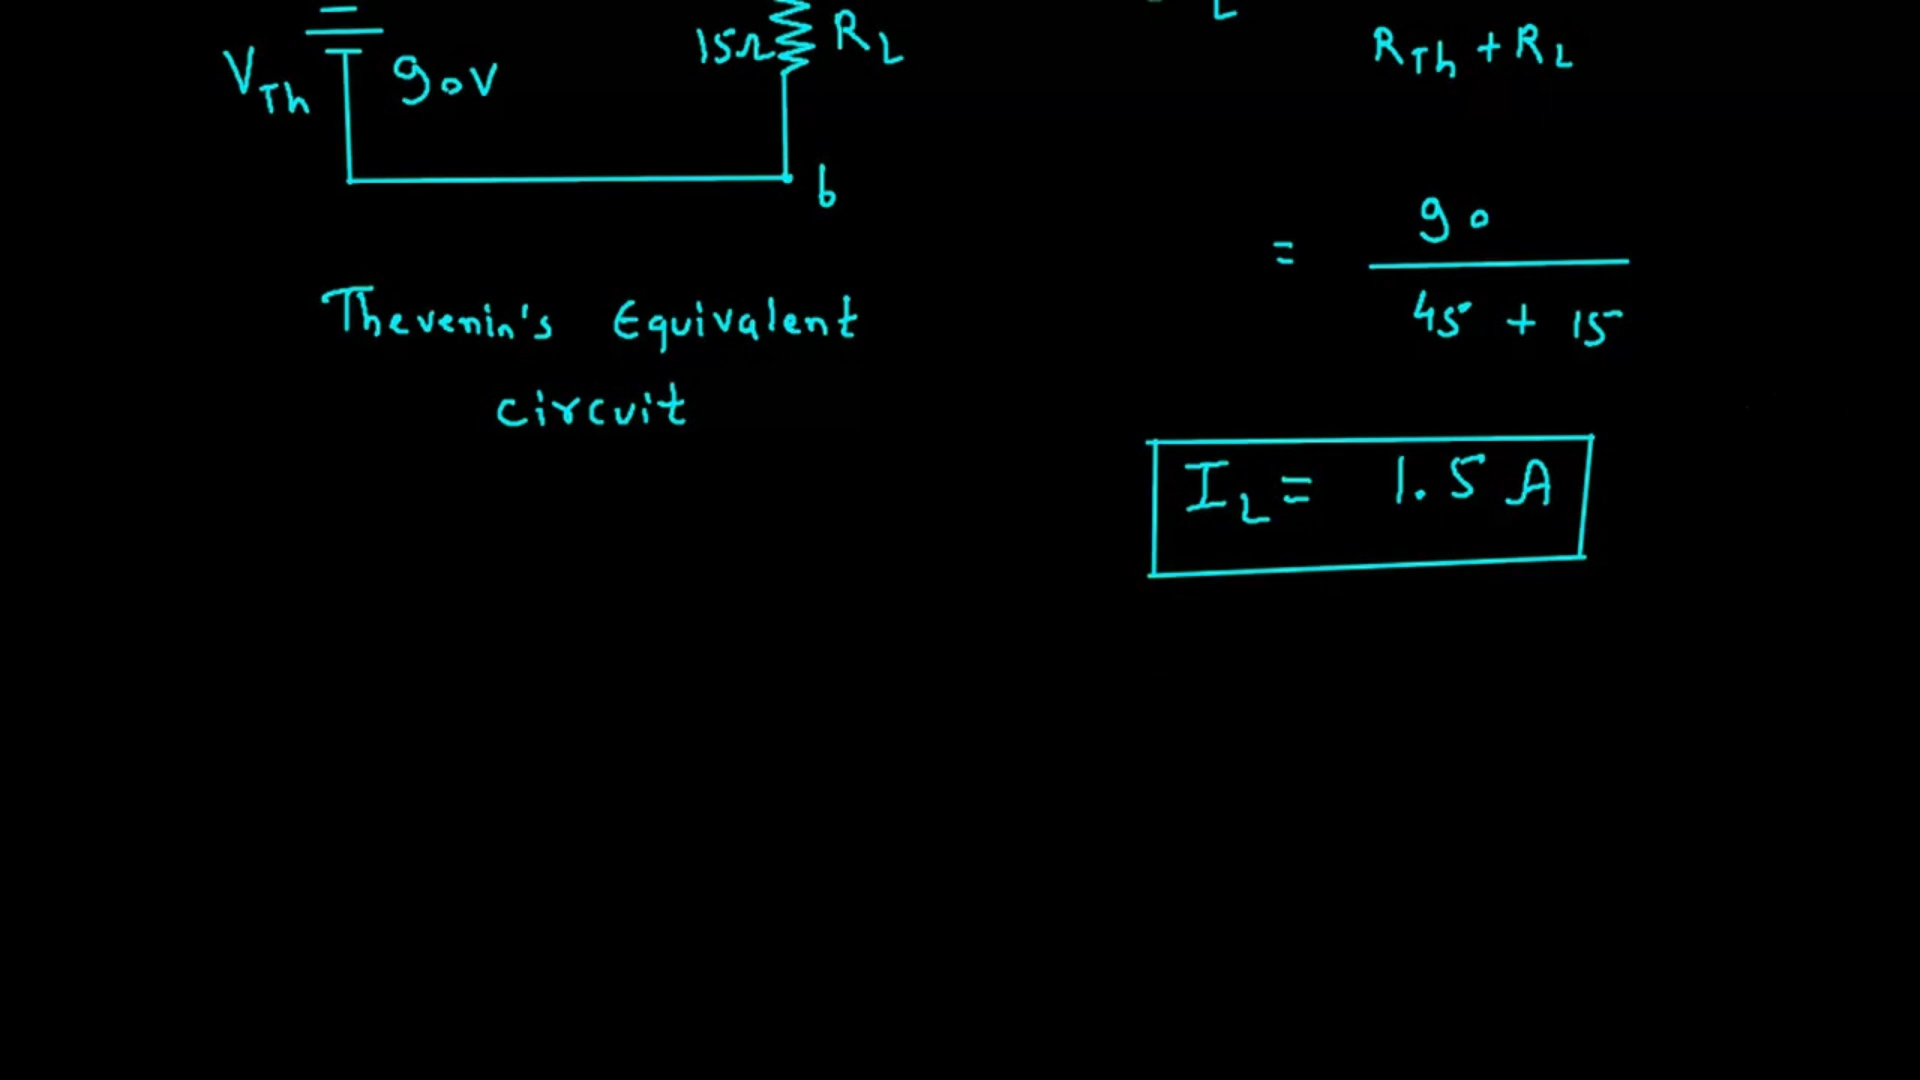 V_Th 90V
15Ω R_L
b
Thevenin's Equivalent
circuit
L
R_Th + R_L
= 90
45 + 15
I_L = 1.5 A